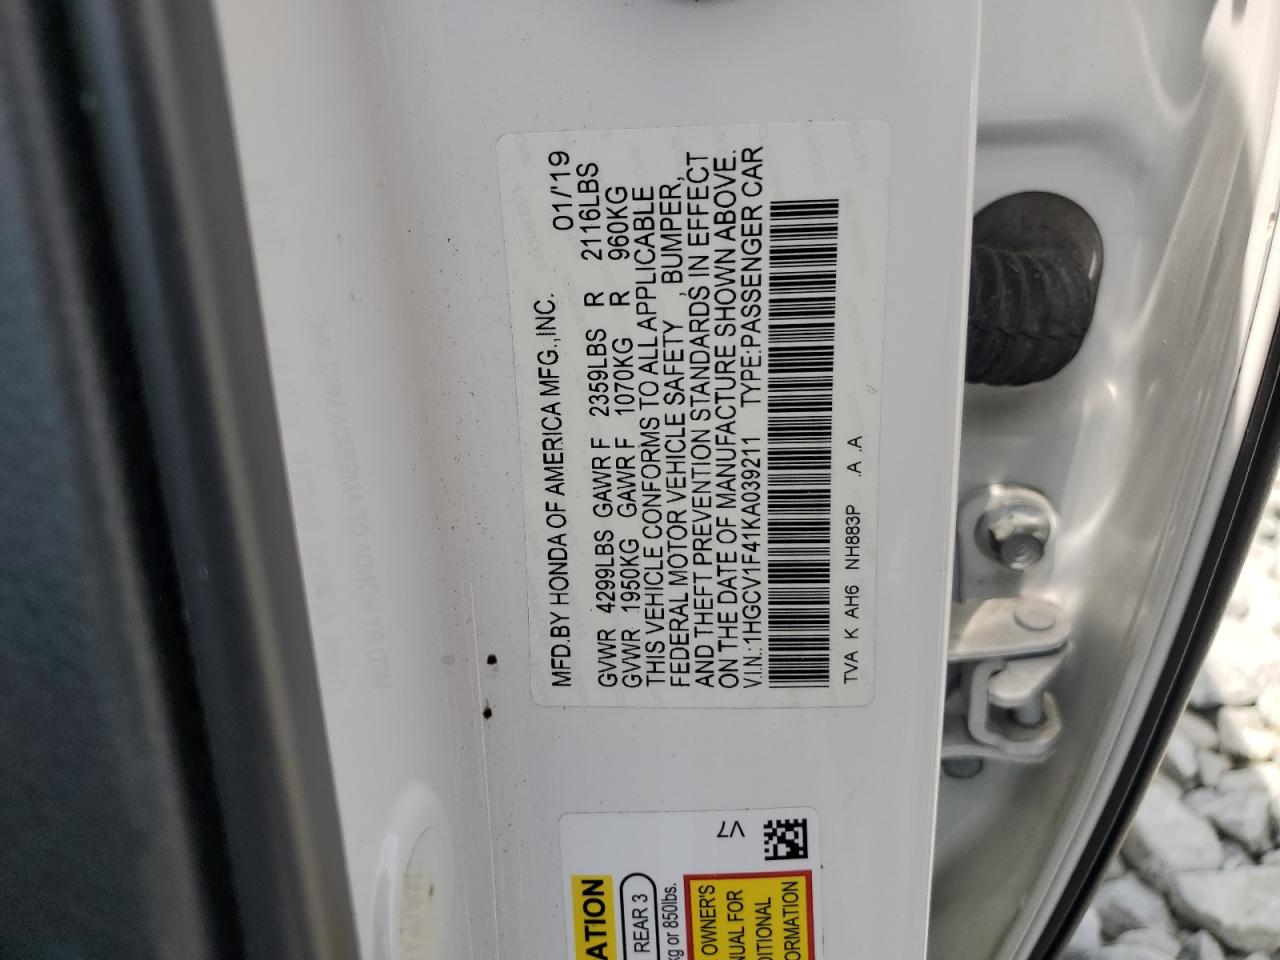 MFD.BY HONDA OF AMERICA MFG.,INC. 01/'19
GVWR 4299LBS GAWR F 2359LBS R 2116LBS
GVWR 1950KG GAWR F 1070KG R 960KG
THIS VEHICLE CONFORMS TO ALL APPLICABLE
FEDERAL MOTOR VEHICLE SAFETY, BUMPER,
AND THEFT PREVENTION STANDARDS IN EFFECT
ON THE DATE OF MANUFACTURE SHOWN ABOVE.
V.I.N.:1HGCV1F41KA039211 TYPE:PASSENGER CAR
TVA K AH6 NH883P .A .A
V7
ATION
REAR 3
kg or 850lbs.
OWNER'S
NUAL FOR
DITIONAL
ORMATION